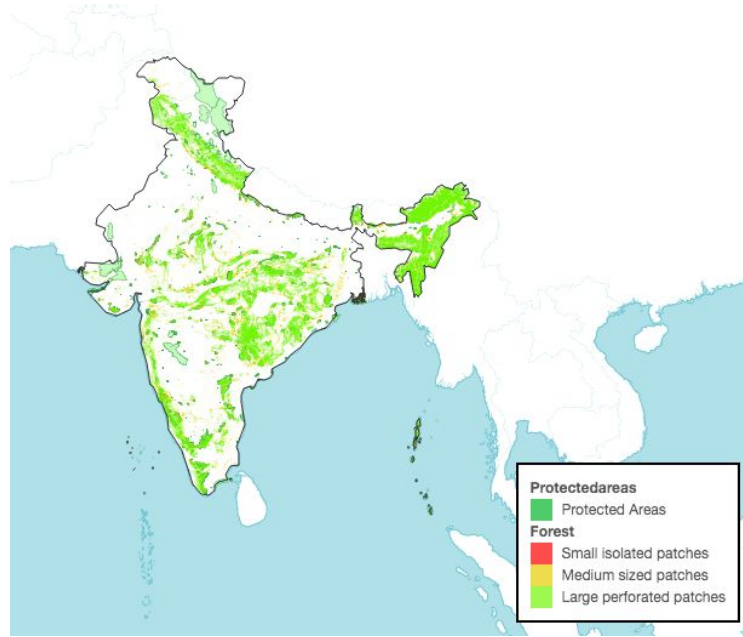 Protectedareas
Protected Areas
Forest
Small isolated patches
Medium sized patches
Large perforated patches